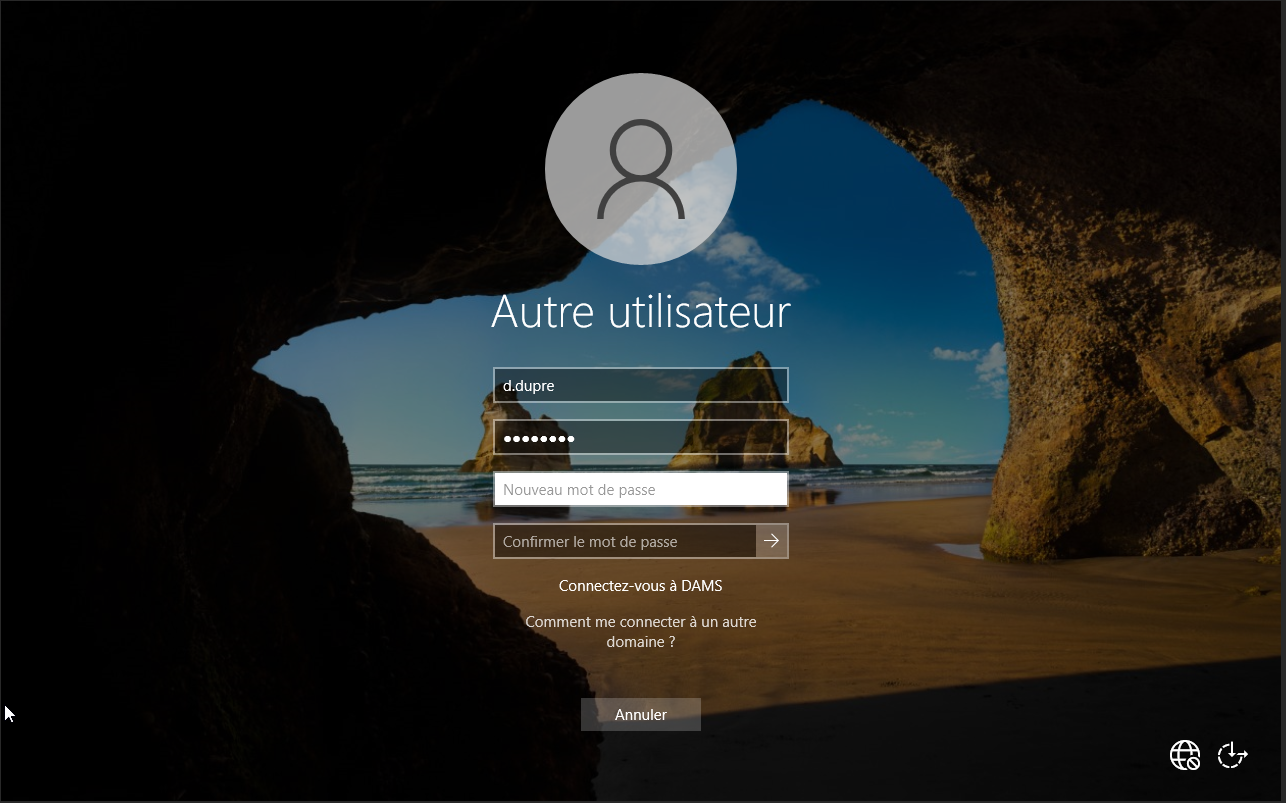 Autre utilisateur
d.dupre
••••••••
Nouveau mot de passe
Confirmer le mot de passe
Connectez-vous à DAMS
Comment me connecter à un autre
domaine ?
Annuler